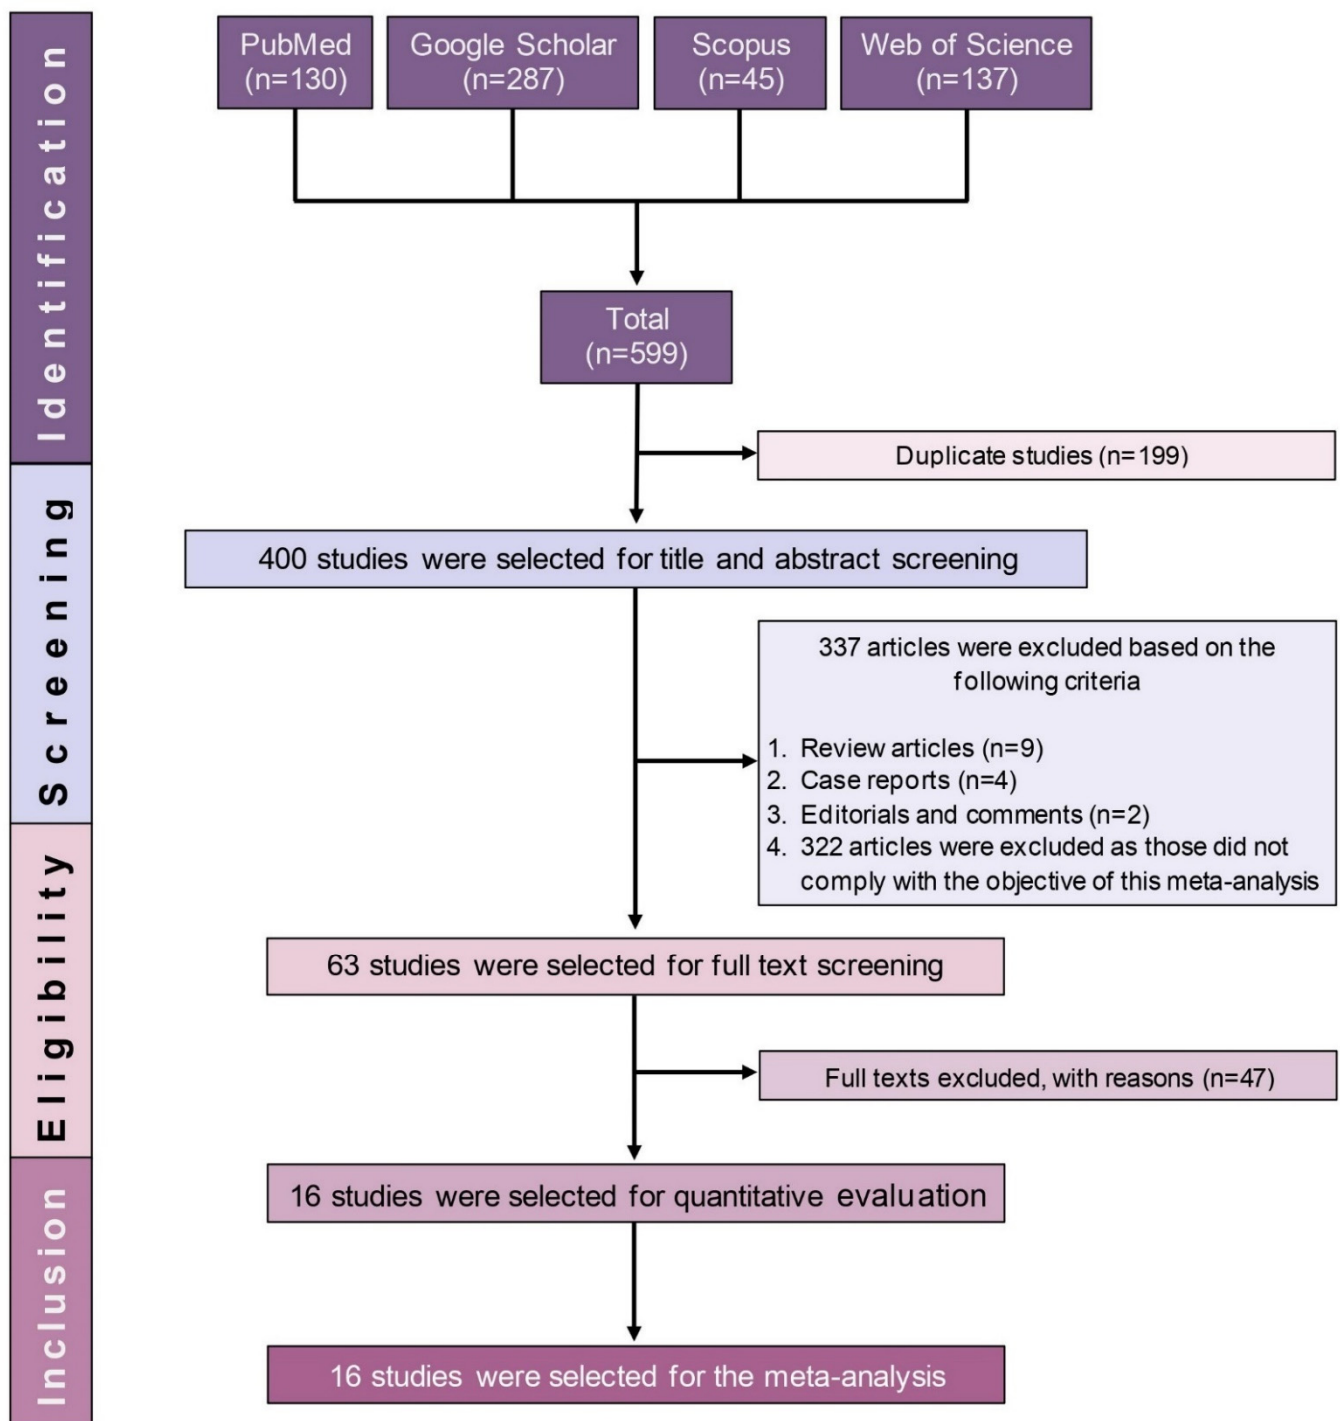 Identification
PubMed
(n=130)
Google Scholar
(n=287)
Scopus
(n=45)
Web of Science
(n=137)
Total
(n=599)
Duplicate studies (n=199)
Screening
400 studies were selected for title and abstract screening
337 articles were excluded based on the
following criteria
1. Review articles (n=9)
2. Case reports (n=4)
3. Editorials and comments (n=2)
4. 322 articles were excluded as those did not
comply with the objective of this meta-analysis
Eligibility
63 studies were selected for full text screening
Full texts excluded, with reasons (n=47)
Inclusion
16 studies were selected for quantitative evaluation
16 studies were selected for the meta-analysis